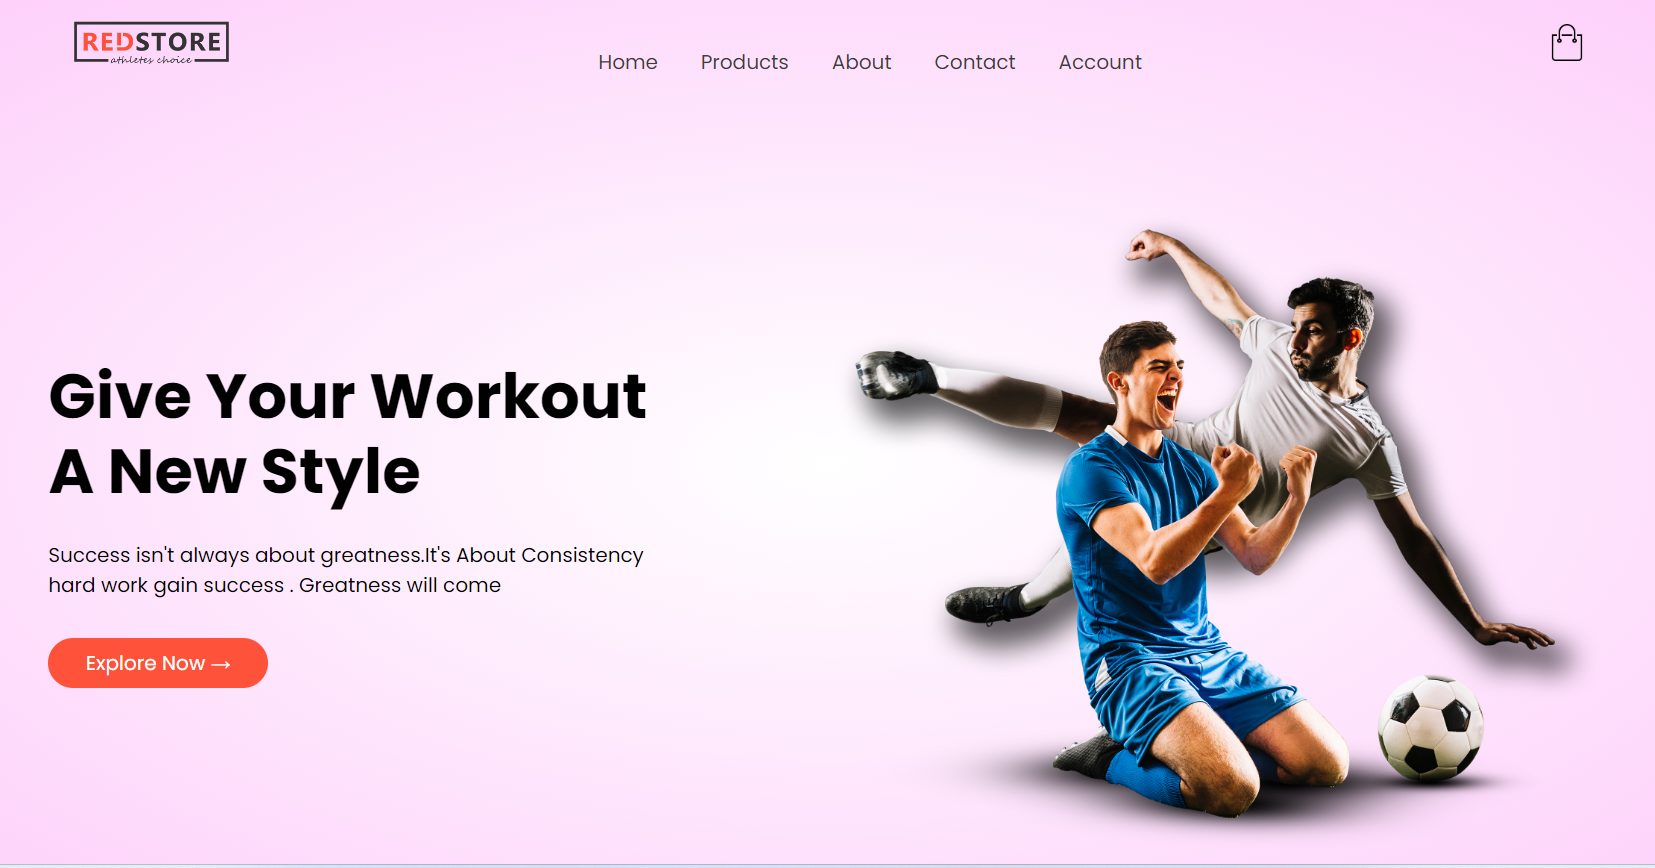 REDSTORE
athletes choice
Home Products About Contact Account
Give Your Workout
A New Style
Success isn't always about greatness.It's About Consistency
hard work gain success . Greatness will come
Explore Now →